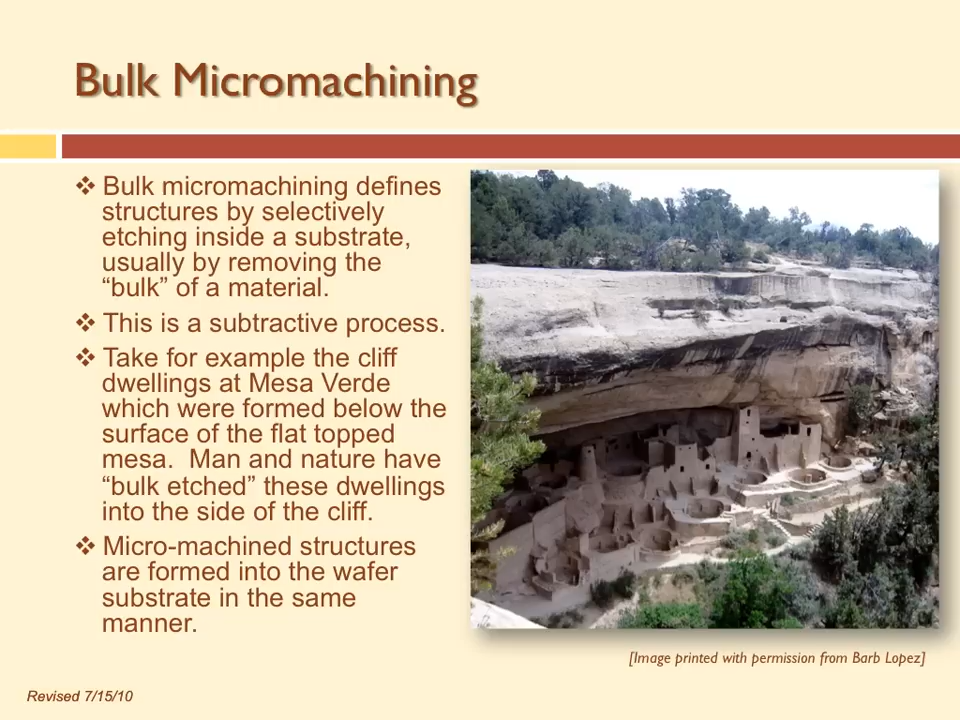 Bulk Micromachining
❖ Bulk micromachining defines
structures by selectively
etching inside a substrate,
usually by removing the
“bulk” of a material.
❖ This is a subtractive process.
❖ Take for example the cliff
dwellings at Mesa Verde
which were formed below the
surface of the flat topped
mesa.  Man and nature have
“bulk etched” these dwellings
into the side of the cliff.
❖ Micro-machined structures
are formed into the wafer
substrate in the same
manner.
[Image printed with permission from Barb Lopez]
Revised 7/15/10